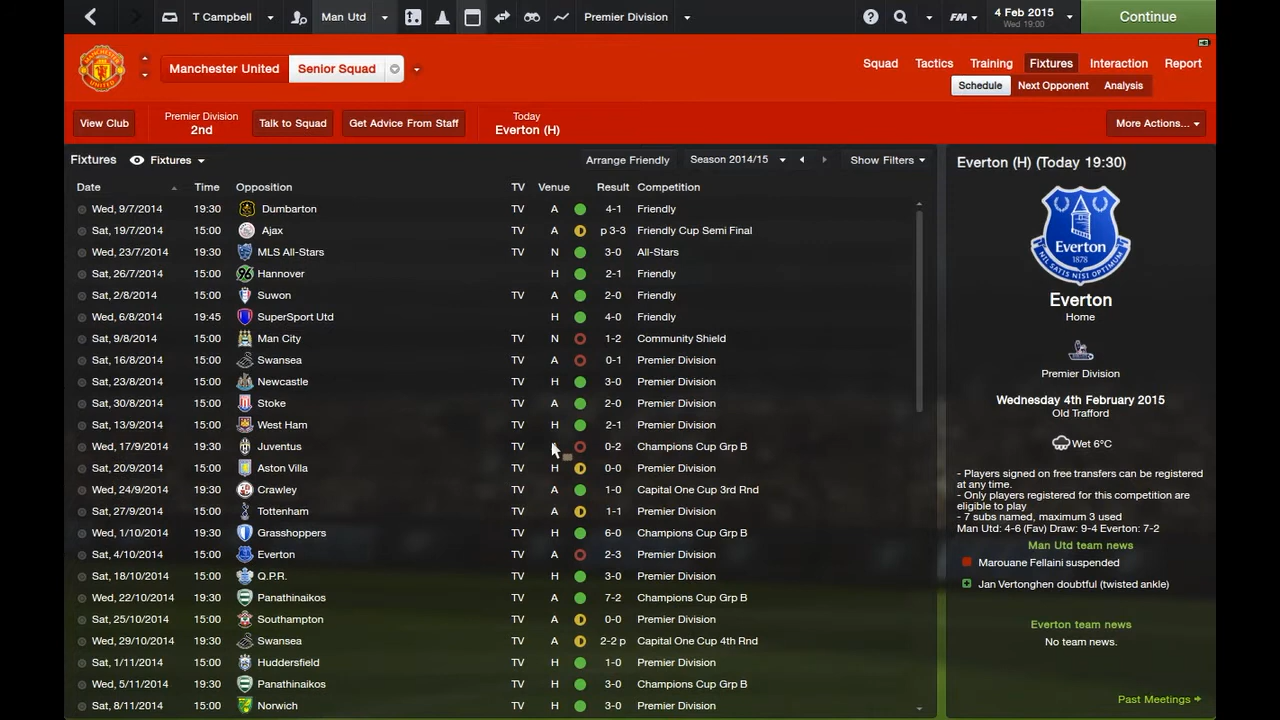 T Campbell Man Utd Premier Division FM 4 Feb 2015 Wed 19:00 Continue
Manchester United Senior Squad Squad Tactics Training Fixtures Interaction Report
Schedule Next Opponent Analysis
View Club Premier Division 2nd Talk to Squad Get Advice From Staff Today Everton (H) More Actions...
Fixtures Fixtures Arrange Friendly Season 2014/15 Show Filters
Date Time Opposition TV Venue Result Competition
Wed, 9/7/2014 19:30 Dumbarton TV A 4-1 Friendly
Sat, 19/7/2014 15:00 Ajax TV A p 3-3 Friendly Cup Semi Final
Wed, 23/7/2014 19:30 MLS All-Stars TV N 3-0 All-Stars
Sat, 26/7/2014 15:00 Hannover H 2-1 Friendly
Sat, 2/8/2014 15:00 Suwon TV A 2-0 Friendly
Wed, 6/8/2014 19:45 SuperSport Utd H 4-0 Friendly
Sat, 9/8/2014 15:00 Man City TV N 1-2 Community Shield
Sat, 16/8/2014 15:00 Swansea TV A 0-1 Premier Division
Sat, 23/8/2014 15:00 Newcastle TV H 3-0 Premier Division
Sat, 30/8/2014 15:00 Stoke TV A 2-0 Premier Division
Sat, 13/9/2014 15:00 West Ham TV H 2-1 Premier Division
Wed, 17/9/2014 19:30 Juventus TV 0-2 Champions Cup Grp B
Sat, 20/9/2014 15:00 Aston Villa TV H 0-0 Premier Division
Wed, 24/9/2014 19:30 Crawley TV A 1-0 Capital One Cup 3rd Rnd
Sat, 27/9/2014 15:00 Tottenham TV A 1-1 Premier Division
Wed, 1/10/2014 19:30 Grasshoppers TV H 6-0 Champions Cup Grp B
Sat, 4/10/2014 15:00 Everton TV A 2-3 Premier Division
Sat, 18/10/2014 15:00 Q.P.R. TV H 3-0 Premier Division
Wed, 22/10/2014 19:30 Panathinaikos TV A 7-2 Champions Cup Grp B
Sat, 25/10/2014 15:00 Southampton TV A 0-0 Premier Division
Wed, 29/10/2014 19:30 Swansea TV A 2-2 p Capital One Cup 4th Rnd
Sat, 1/11/2014 15:00 Huddersfield TV H 1-0 Premier Division
Wed, 5/11/2014 19:30 Panathinaikos TV H 3-0 Champions Cup Grp B
Sat, 8/11/2014 15:00 Norwich TV H 3-0 Premier Division
Everton (H) (Today 19:30)
Everton
1878
NIL SATIS NISI OPTIMUM
Everton
Home
Premier Division
Wednesday 4th February 2015
Old Trafford
Wet 6°C
- Players signed on free transfers can be registered
at any time.
- Only players registered for this competition are
eligible to play
- 7 subs named, maximum 3 used
Man Utd: 4-6 (Fav) Draw: 9-4 Everton: 7-2
Man Utd team news
Marouane Fellaini suspended
Jan Vertonghen doubtful (twisted ankle)
Everton team news
No team news.
Past Meetings